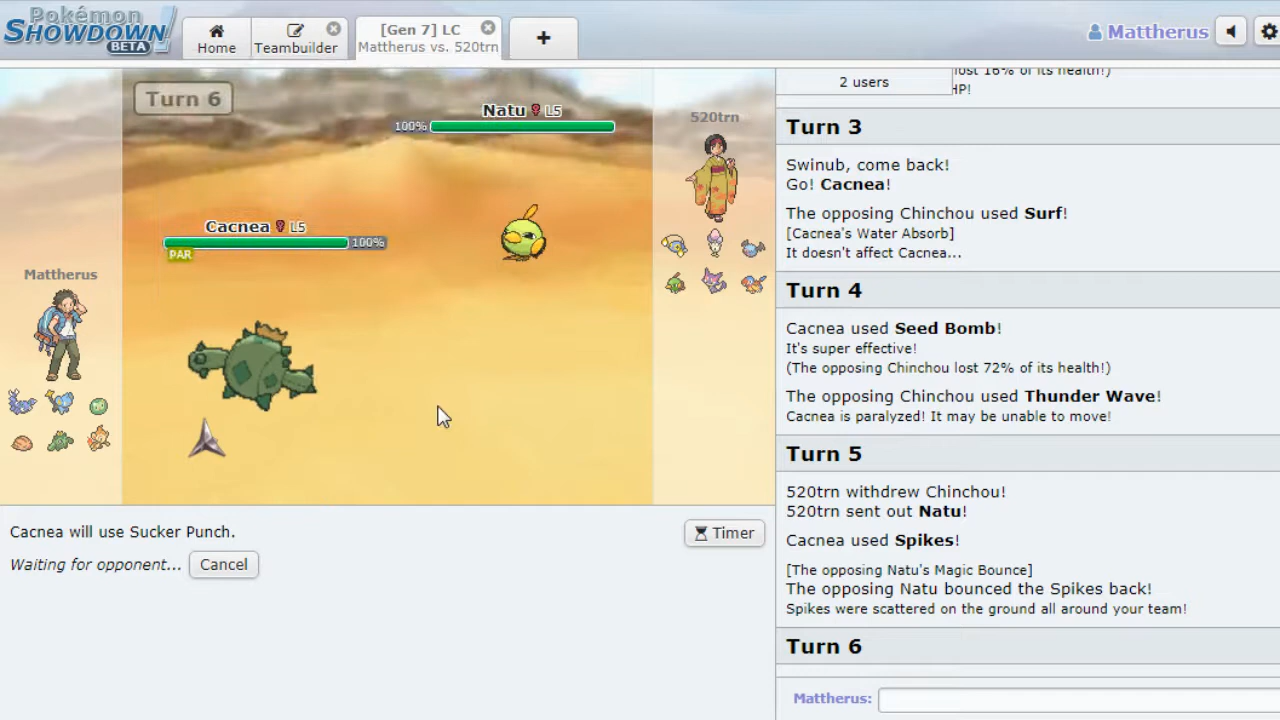 Pokémon
SHOWDOWN!
BETA
Home
Teambuilder
[Gen 7] LC
Mattherus vs. 520trn
+
Mattherus
Turn 6
Natu L5
100%
Cacnea L5
100%
PAR
Mattherus
520trn
Cacnea will use Sucker Punch.
Timer
Waiting for opponent...
Cancel
2 users
lost 16% of its health!)
HP!
Turn 3
Swinub, come back!
Go! Cacnea!
The opposing Chinchou used Surf!
[Cacnea's Water Absorb]
It doesn't affect Cacnea...
Turn 4
Cacnea used Seed Bomb!
It's super effective!
(The opposing Chinchou lost 72% of its health!)
The opposing Chinchou used Thunder Wave!
Cacnea is paralyzed! It may be unable to move!
Turn 5
520trn withdrew Chinchou!
520trn sent out Natu!
Cacnea used Spikes!
[The opposing Natu's Magic Bounce]
The opposing Natu bounced the Spikes back!
Spikes were scattered on the ground all around your team!
Turn 6
Mattherus: